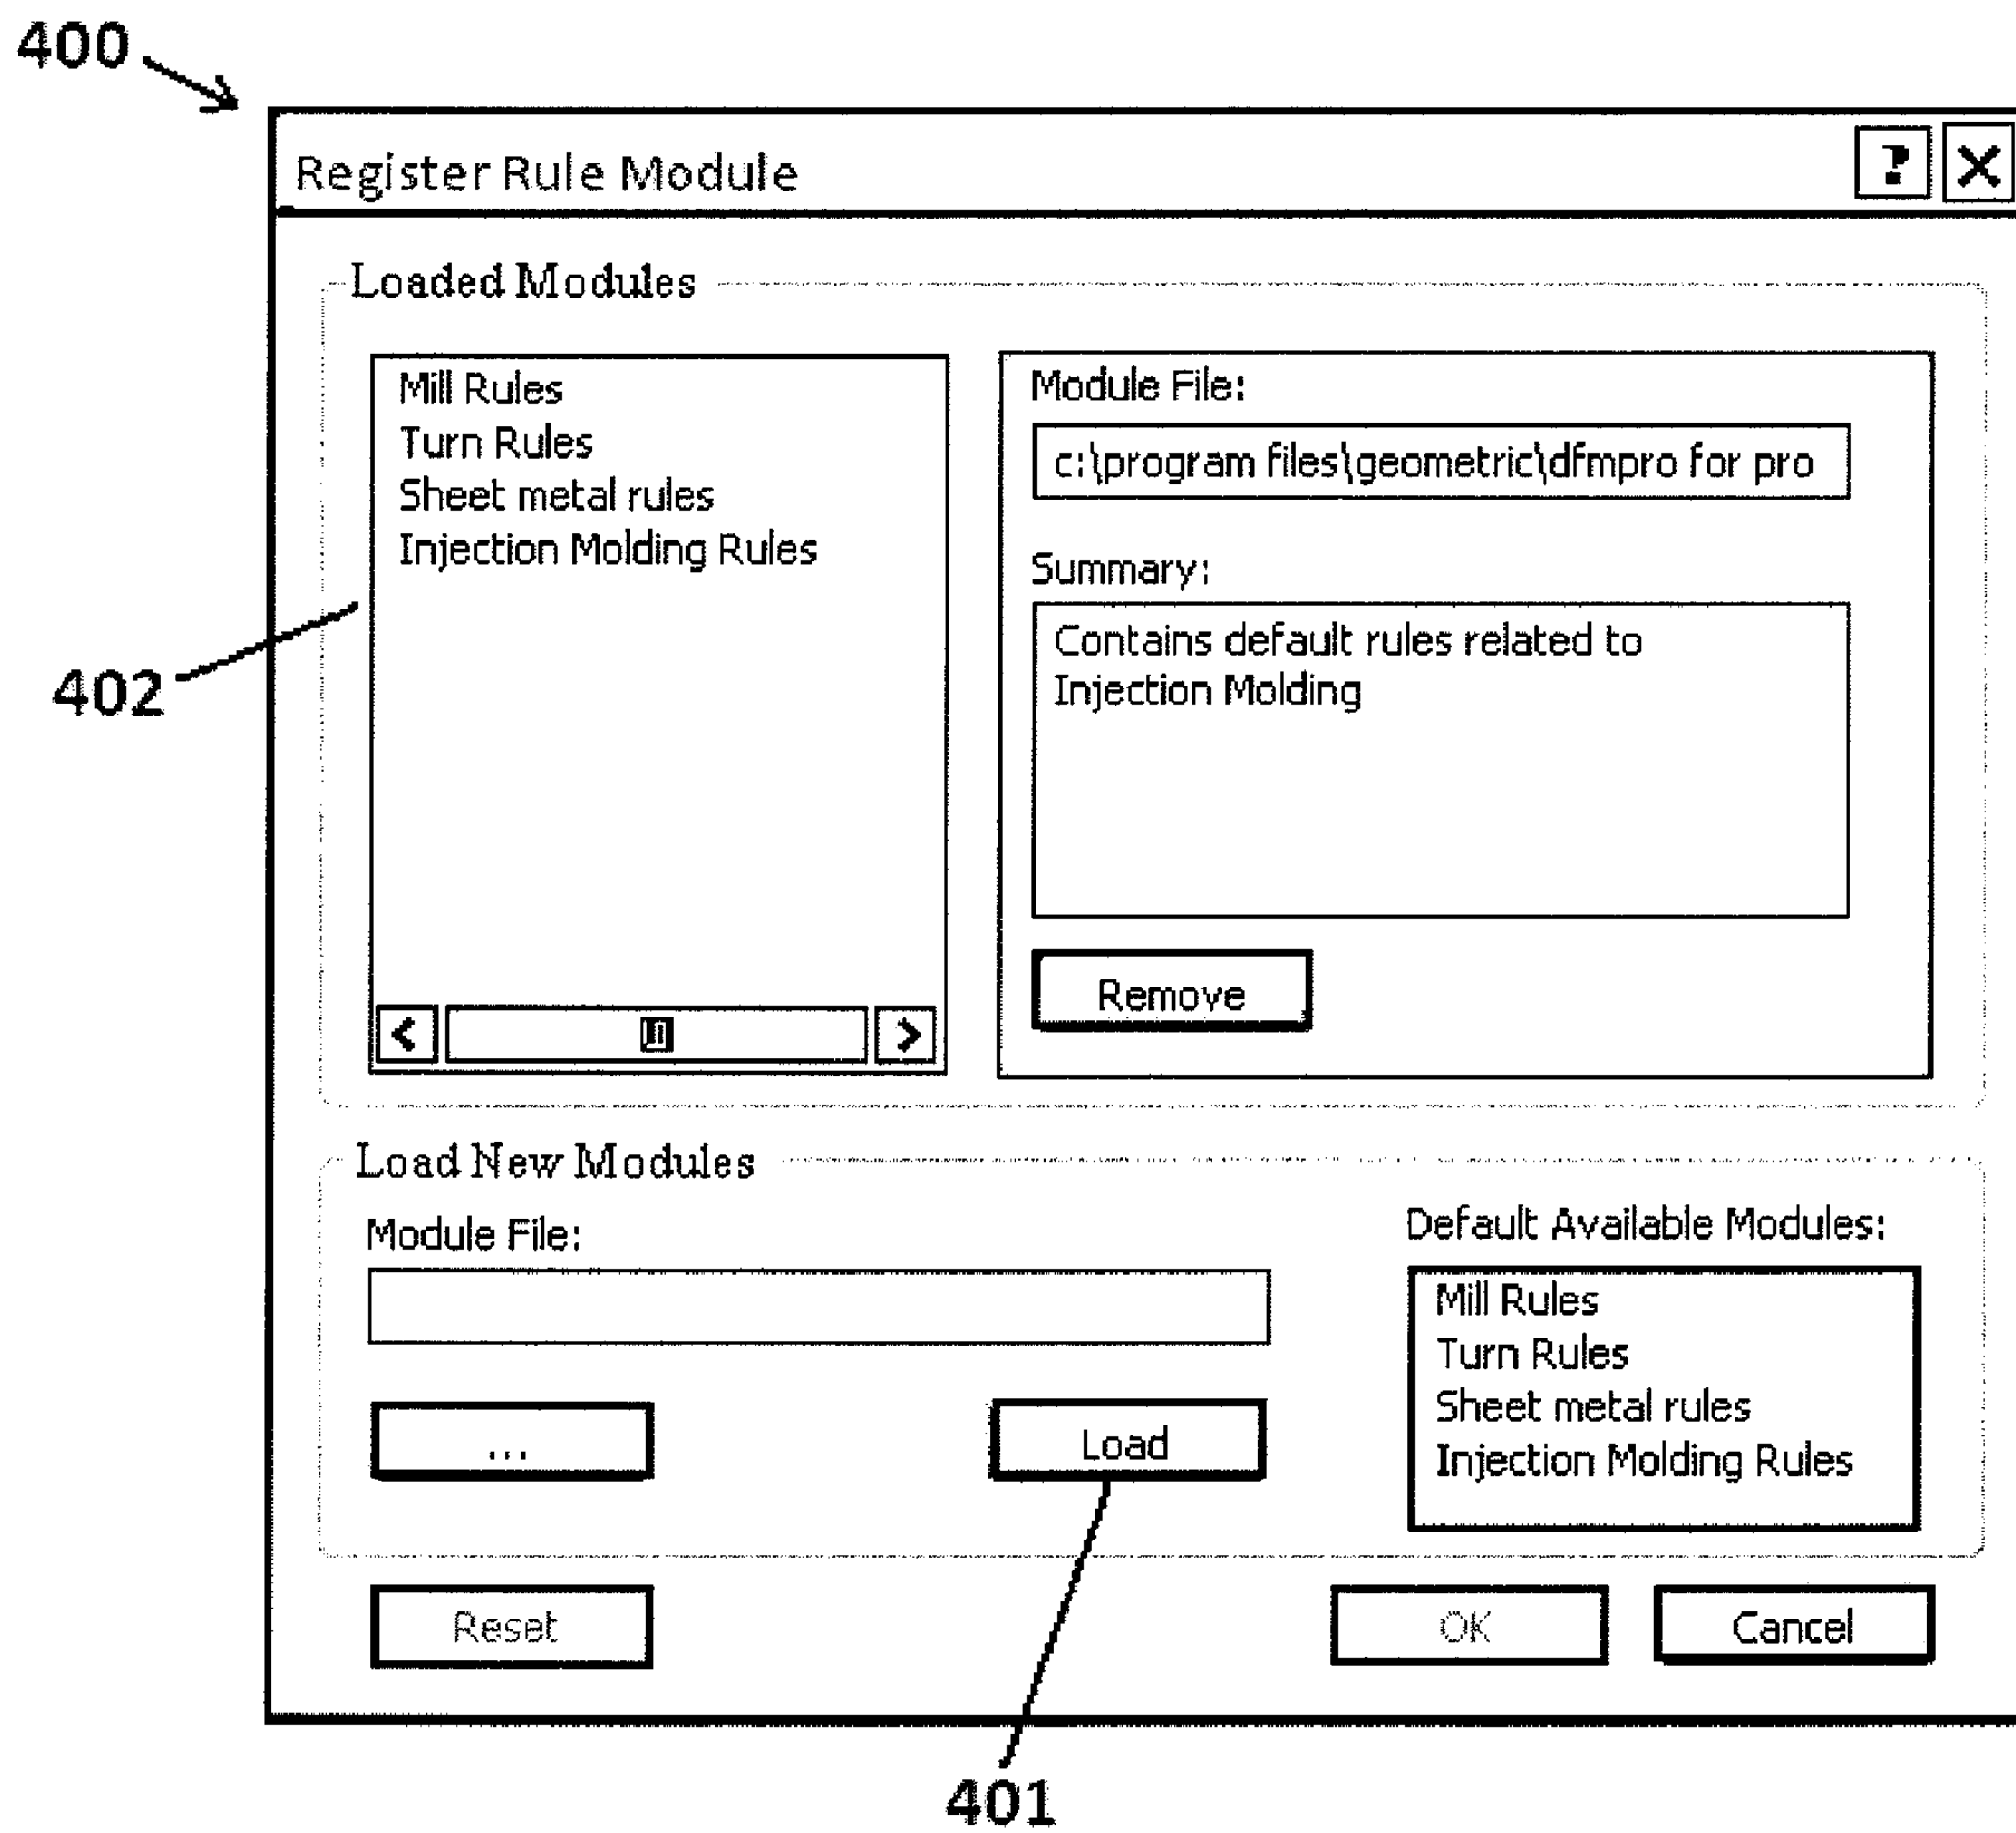 400
Register Rule Module
Loaded Modules
Mill Rules
Turn Rules
Sheet metal rules
Injection Molding Rules
Module File:
c:\program files\geometric\dfmpro for pro
Summary:
Contains default rules related to
Injection Molding
Remove
402
Load New Modules
Module File:
...
Load
Default Available Modules:
Mill Rules
Turn Rules
Sheet metal rules
Injection Molding Rules
Reset
OK
Cancel
401